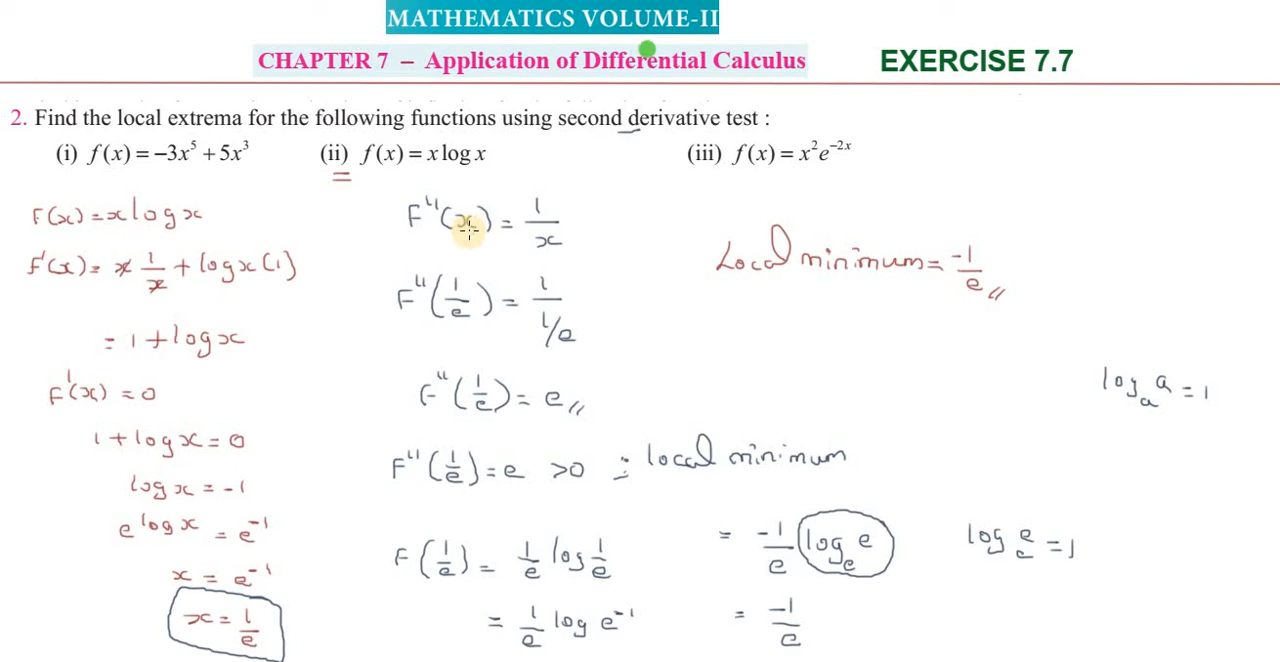 MATHEMATICS VOLUME-II
CHAPTER 7 – Application of Differential Calculus
EXERCISE 7.7
2. Find the local extrema for the following functions using second derivative test :
(i) f(x) = −3x⁵ + 5x³ (ii) f(x) = x log x (iii) f(x) = x²e⁻²ˣ
F(x) = x log x
F'(x) = x 1/x + log x (1)
= 1 + log x
F'(x) = 0
1 + log x = 0
log x = -1
e^log x = e⁻¹
x = e⁻¹
x = 1/e
F''(x) = 1/x
F''(1/e) = 1/(1/e)
F''(1/e) = e //
F''(1/e) = e >0 ∴ local minimum
F(1/e) = 1/e log 1/e
= 1/e log e⁻¹
= -1/e (logₑ e)
= -1/e
Local minimum = -1/e //
logₐ a = 1
logₑ e = 1